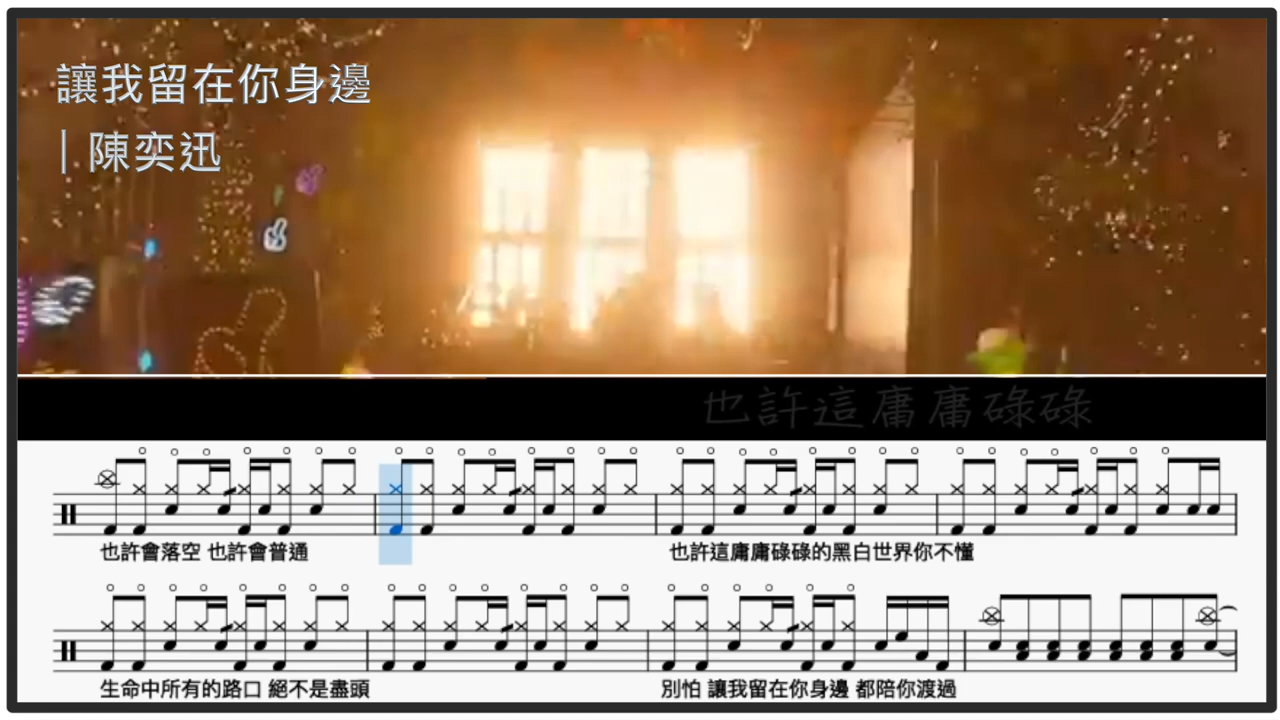 讓我留在你身邊
| 陳奕迅
也許這庸庸碌碌
也許會落空 也許會普通
也許這庸庸碌碌的黑白世界你不懂
生命中所有的路口 絕不是盡頭
別怕 讓我留在你身邊 都陪你渡過